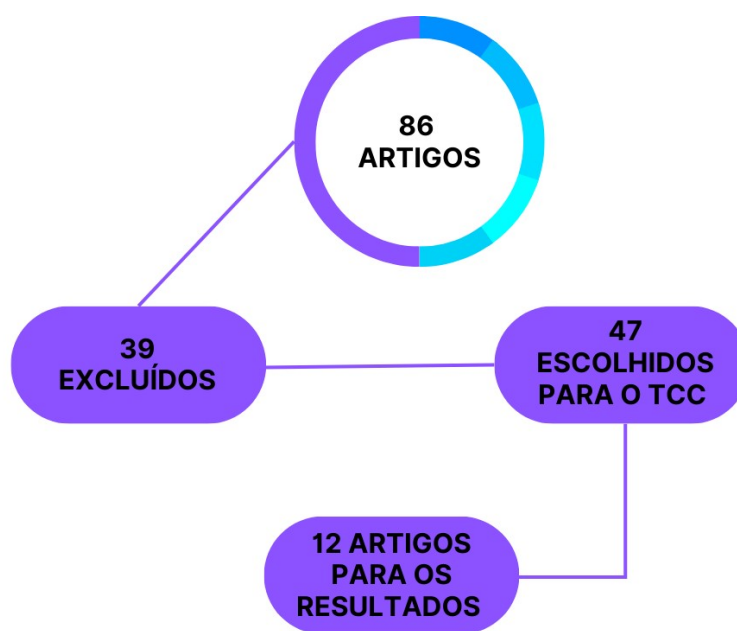 86
ARTIGOS
39
EXCLUÍDOS
47
ESCOLHIDOS
PARA O TCC
12 ARTIGOS
PARA OS
RESULTADOS